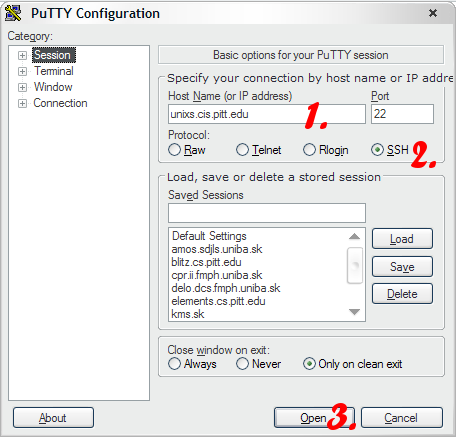 PuTTY Configuration
Category:
Session
Terminal
Window
Connection
Basic options for your PuTTY session
Specify your connection by host name or IP addre
Host Name (or IP address) Port
unixs.cis.pitt.edu 1. 22
Protocol:
Raw Telnet Rlogin SSH 2.
Load, save or delete a stored session
Saved Sessions
Default Settings
amos.sdjls.uniba.sk
blitz.cs.pitt.edu
cpr.ii.fmph.uniba.sk
delo.dcs.fmph.uniba.sk
elements.cs.pitt.edu
kms.sk
Load
Save
Delete
Close window on exit:
Always Never Only on clean exit
About Open 3. Cancel